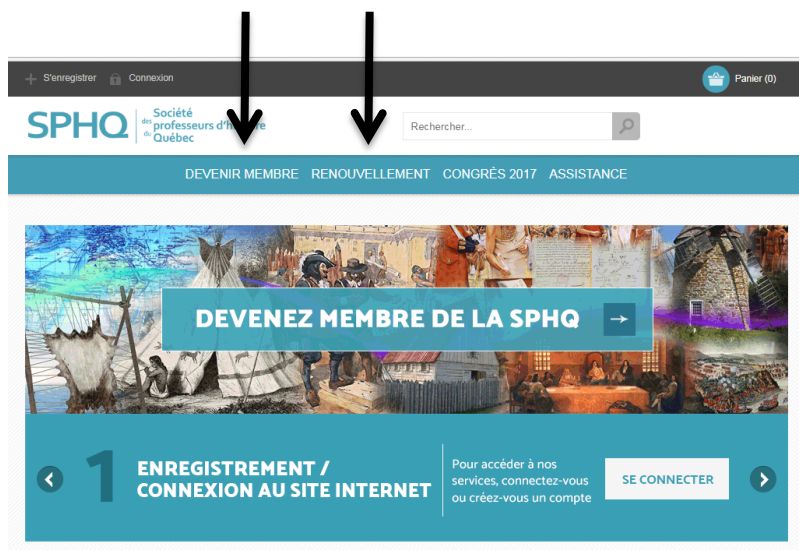 S'enregistrer Connexion Panier (0)
SPHQ
Société
des professeurs d'histoire
du Québec
Rechercher...
DEVENIR MEMBRE RENOUVELLEMENT CONGRÈS 2017 ASSISTANCE
DEVENEZ MEMBRE DE LA SPHQ
1
ENREGISTREMENT /
CONNEXION AU SITE INTERNET
Pour accéder à nos
services, connectez-vous
ou créez-vous un compte
SE CONNECTER